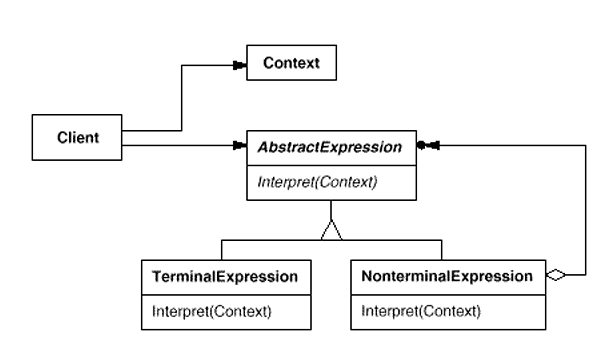 Context
Client
AbstractExpression
Interpret(Context)
TerminalExpression
Interpret(Context)
NonterminalExpression
Interpret(Context)